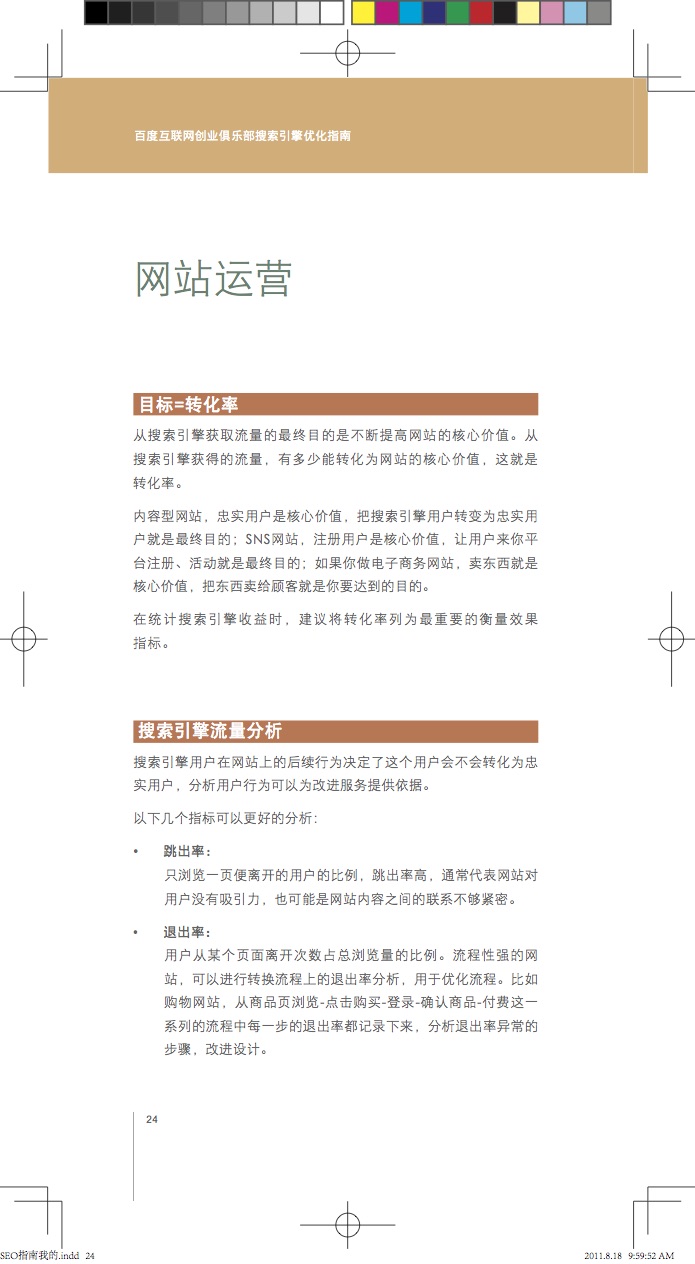 百度互联网创业俱乐部搜索引擎优化指南
网站运营
目标=转化率
从搜索引擎获取流量的最终目的是不断提高网站的核心价值。从
搜索引擎获得的流量，有多少能转化为网站的核心价值，这就是
转化率。
内容型网站，忠实用户是核心价值，把搜索引擎用户转变为忠实用
户就是最终目的；SNS网站，注册用户是核心价值，让用户来你平
台注册、活动就是最终目的；如果你做电子商务网站，卖东西就是
核心价值，把东西卖给顾客就是你要达到的目的。
在统计搜索引擎收益时，建议将转化率列为最重要的衡量效果
指标。
搜索引擎流量分析
搜索引擎用户在网站上的后续行为决定了这个用户会不会转化为忠
实用户，分析用户行为可以为改进服务提供依据。
以下几个指标可以更好的分析：
• 跳出率：
只浏览一页便离开的用户的比例，跳出率高，通常代表网站对
用户没有吸引力，也可能是网站内容之间的联系不够紧密。
• 退出率：
用户从某个页面离开次数占总浏览量的比例。流程性强的网
站，可以进行转换流程上的退出率分析，用于优化流程。比如
购物网站，从商品页浏览-点击购买-登录-确认商品-付费这一
系列的流程中每一步的退出率都记录下来，分析退出率异常的
步骤，改进设计。
24
SEO指南我的.indd 24
2011.8.18 9:59:52 AM